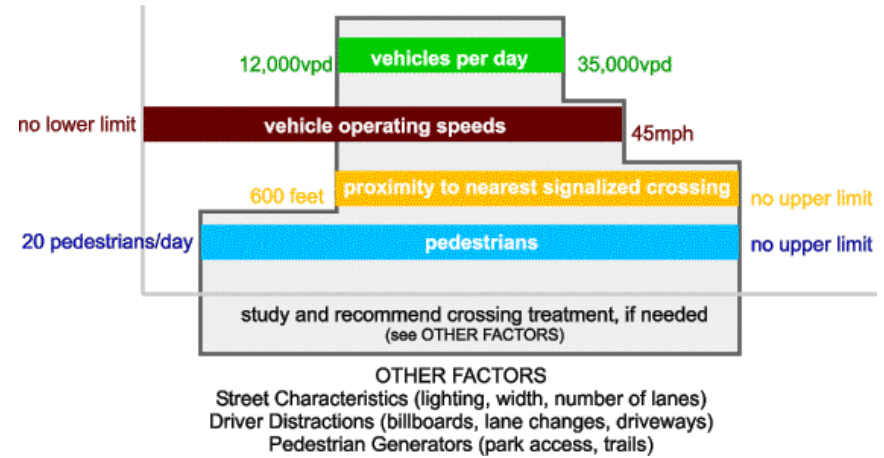 vehicles per day
12,000vpd
35,000vpd
no lower limit
vehicle operating speeds
45mph
proximity to nearest signalized crossing
600 feet
no upper limit
20 pedestrians/day
pedestrians
no upper limit
study and recommend crossing treatment, if needed
(see OTHER FACTORS)
OTHER FACTORS
Street Characteristics (lighting, width, number of lanes)
Driver Distractions (billboards, lane changes, driveways)
Pedestrian Generators (park access, trails)